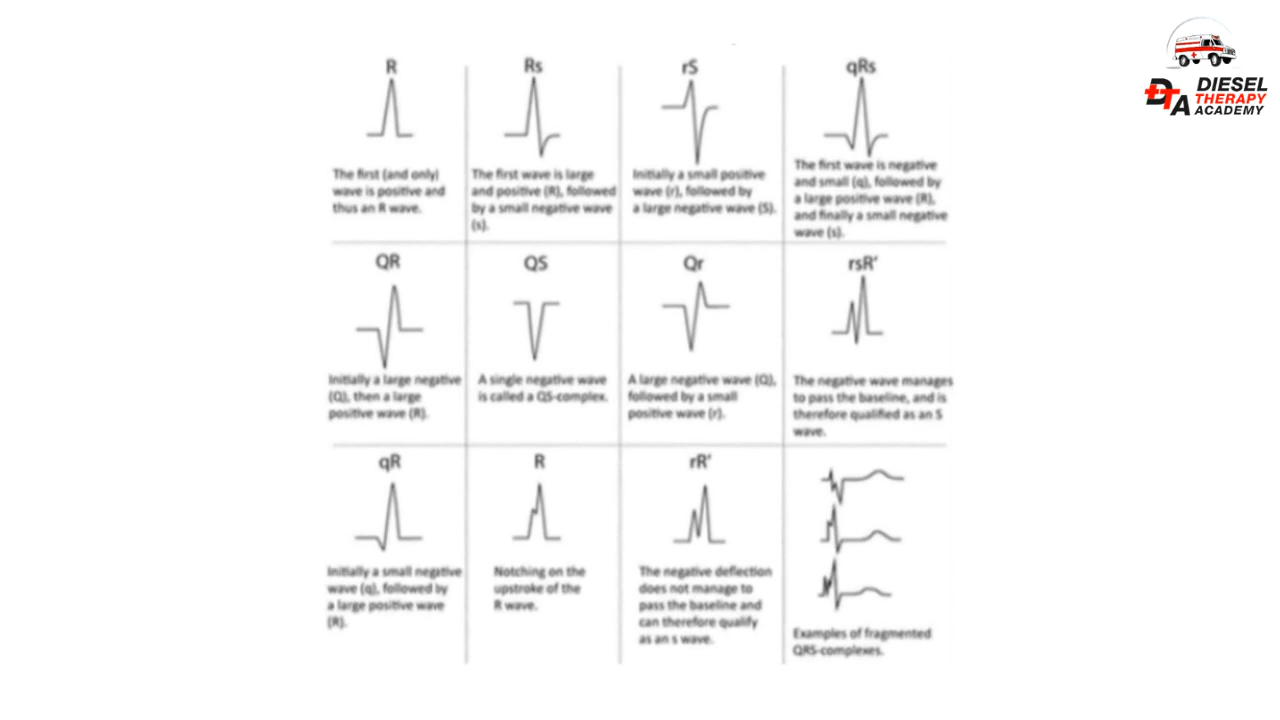 R
The first (and only)
wave is positive and
thus an R wave.
Rs
The first wave is large
and positive (R), followed
by a small negative wave
(s).
rS
Initially a small positive
wave (r), followed by
a large negative wave (S).
qRs
The first wave is negative
and small (q), followed by
a large positive wave (R),
and finally a small negative
wave (s).
QR
Initially a large negative
(Q), then a large
positive wave (R).
QS
A single negative wave
is called a QS-complex.
Qr
A large negative wave (Q),
followed by a small
positive wave (r).
rsR'
The negative wave manages
to pass the baseline, and is
therefore qualified as an S
wave.
qR
Initially a small negative
wave (q), followed by
a large positive wave
(R).
R
Notching on the
upstroke of the
R wave.
rR'
The negative deflection
does not manage to
pass the baseline and
can therefore qualify
as an s wave.
Examples of fragmented
QRS-complexes.
DTA
DIESEL
THERAPY
ACADEMY